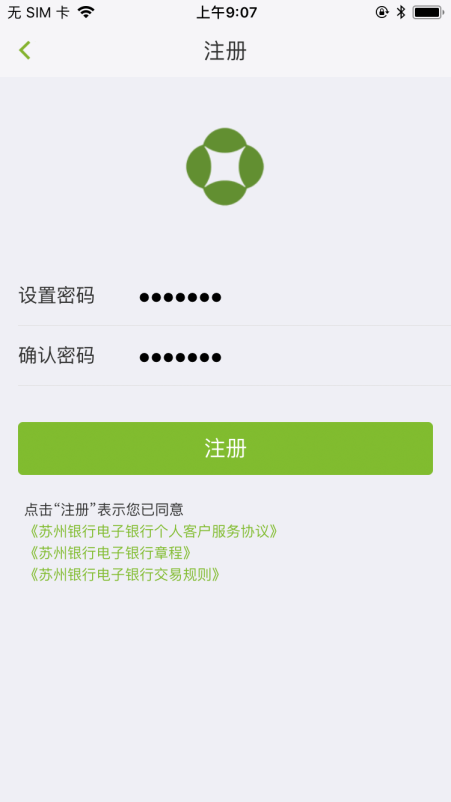 无 SIM 卡
上午9:07
注册
设置密码 ●●●●●●●
确认密码 ●●●●●●●
注册
点击“注册”表示您已同意
《苏州银行电子银行个人客户服务协议》
《苏州银行电子银行章程》
《苏州银行电子银行交易规则》